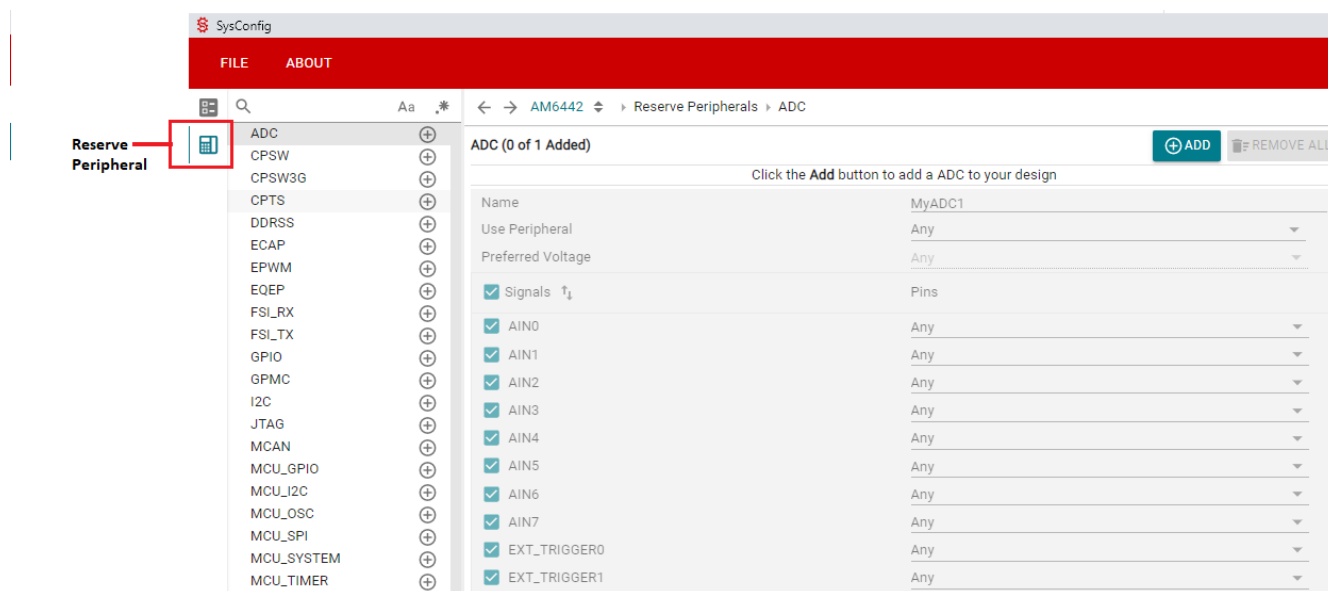 SysConfig
FILE ABOUT
Aa .*
AM6442 Reserve Peripherals ADC
Reserve
Peripheral
ADC
CPSW
CPSW3G
CPTS
DDRSS
ECAP
EPWM
EQEP
FSI_RX
FSI_TX
GPIO
GPMC
I2C
JTAG
MCAN
MCU_GPIO
MCU_I2C
MCU_OSC
MCU_SPI
MCU_SYSTEM
MCU_TIMER
ADC (0 of 1 Added) ADD REMOVE ALL
Click the Add button to add a ADC to your design
Name MyADC1
Use Peripheral Any
Preferred Voltage Any
Signals Pins
AIN0 Any
AIN1 Any
AIN2 Any
AIN3 Any
AIN4 Any
AIN5 Any
AIN6 Any
AIN7 Any
EXT_TRIGGER0 Any
EXT_TRIGGER1 Any